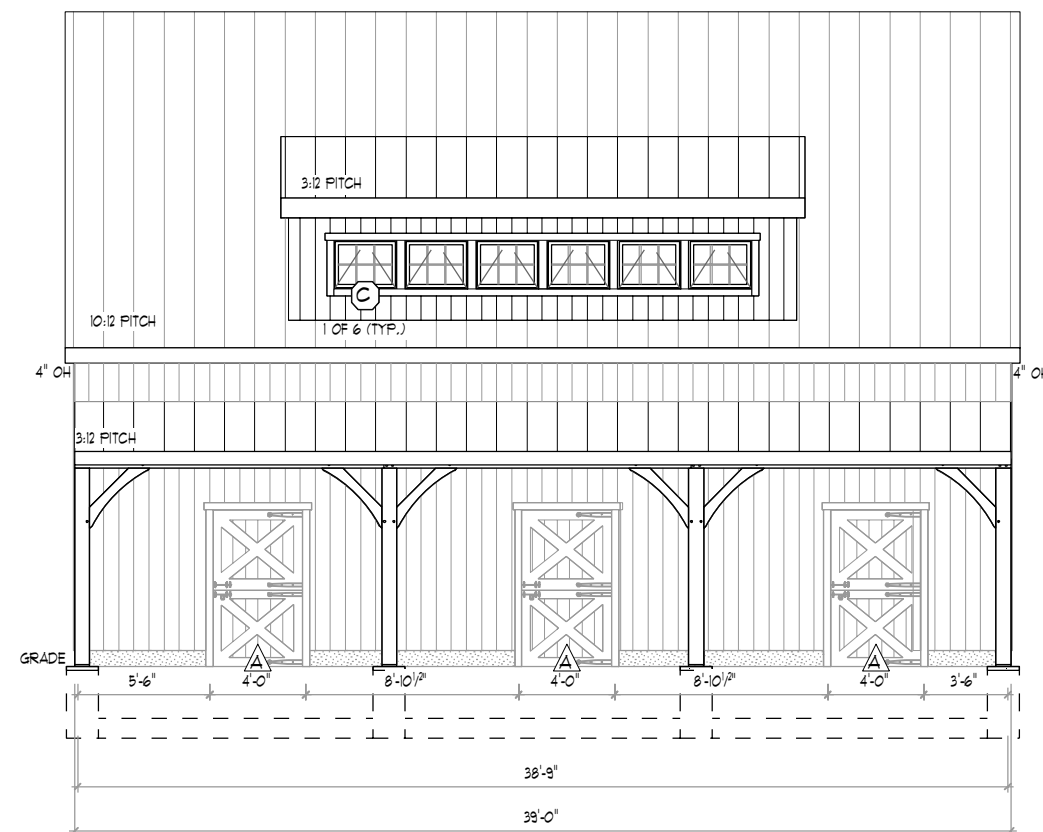 3:12 PITCH
C
10:12 PITCH
1 OF 6 (TYP.)
4" OH
4" OH
3:12 PITCH
GRADE
A
A
A
5'-6"
4'-0"
8'-10 1/2"
4'-0"
8'-10 1/2"
4'-0"
3'-6"
38'-9"
39'-0"